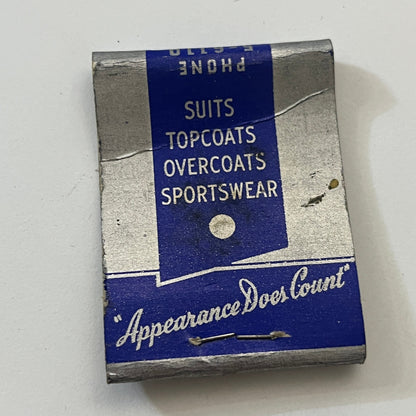 PHONE
SUITS
TOPCOATS
OVERCOATS
SPORTSWEAR
"Appearance Does Count"